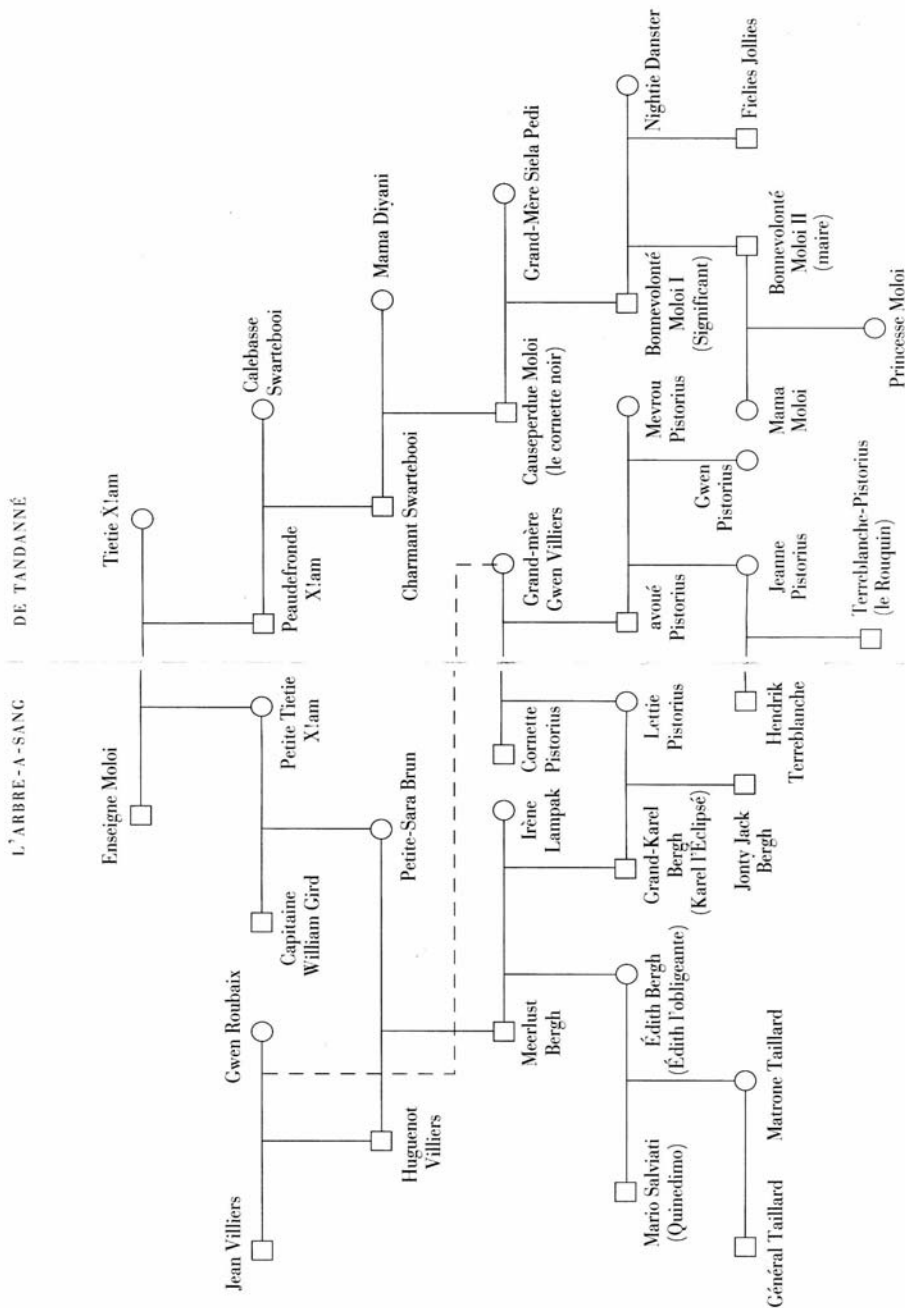 L'ARBRE-A-SANG
DE TANDANNÉ
Enseigne Moloi
Tietie X!am
Jean Villiers
Gwen Roubaix
Capitaine
William Gird
Petite Tietie
X!am
Peaudefronde
X!am
Calebasse
Swartebooi
Huguenot
Villiers
Petite-Sara Brun
Charmant Swartebooi
Mama Diyani
Meerlust
Bergh
Irène
Lampak
Cornette
Pistorius
Grand-mère
Gwen Villiers
Causeperdue Moloi
(le cornette noir)
Grand-Mère Siela Pedi
Mario Salviati
(Quinedimo)
Édith Bergh
(Édith l'obligeante)
Grand-Karel
Bergh
(Karel l'Éclipsé)
Lettie
Pistorius
avoué
Pistorius
Mevrou
Pistorius
Bonnevolonté
Moloi I
(Significant)
Nightie Danster
Général Taillard
Matrone Taillard
Jonty Jack
Bergh
Hendrik
Terreblanche
Jeanne
Pistorius
Gwen
Pistorius
Mama
Moloi
Bonnevolonté
Moloi II
(maire)
Fielies Jollies
Terreblanche-Pistorius
(le Rouquin)
Princesse Moloi